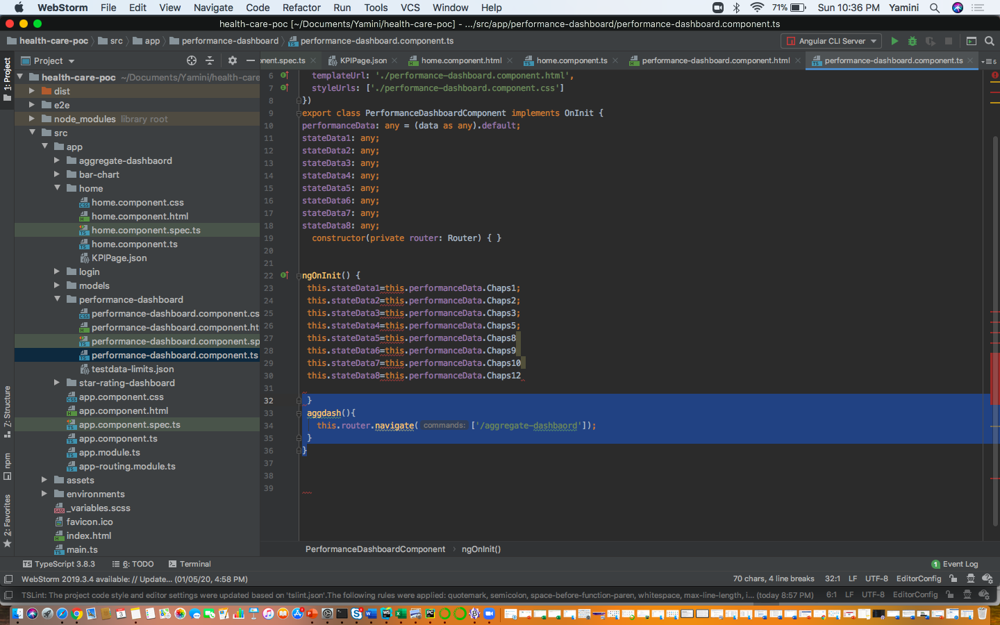 WebStorm File Edit View Navigate Code Refactor Run Tools VCS Window Help 71% Sun 10:36 PM Yamini
health-care-poc [~/Documents/Yamini/health-care-poc] - .../src/app/performance-dashboard/performance-dashboard.component.ts
health-care-poc src app performance-dashboard performance-dashboard.component.ts Angular CLI Server
Project onent.spec.ts KPIPage.json home.component.html home.component.ts performance-dashboard.component.html performance-dashboard.component.ts 5
1: Project
health-care-poc ~/Documents/Yamini/health-care
dist
e2e
node_modules library root
src
app
aggregate-dashbaord
bar-chart
home
home.component.css
home.component.html
home.component.spec.ts
home.component.ts
KPIPage.json
login
models
performance-dashboard
performance-dashboard.component.cs
performance-dashboard.component.ht
performance-dashboard.component.sp
performance-dashboard.component.ts
testdata-limits.json
star-rating-dashboard
app.component.css
app.component.html
app.component.spec.ts
app.component.ts
app.module.ts
app-routing.module.ts
assets
environments
_variables.scss
favicon.ico
index.html
main.ts
Z: Structure
npm
2: Favorites
6 templateUrl: './performance-dashboard.component.html',
7 styleUrls: ['./performance-dashboard.component.css']
8 })
9 export class PerformanceDashboardComponent implements OnInit {
10 performanceData: any = (data as any).default;
11 stateData1: any;
12 stateData2: any;
13 stateData3: any;
14 stateData4: any;
15 stateData5: any;
16 stateData6: any;
17 stateData7: any;
18 stateData8: any;
19 constructor(private router: Router) { }
20
21
22 ngOnInit() {
23 this.stateData1=this.performanceData.Chaps1;
24 this.stateData2=this.performanceData.Chaps2;
25 this.stateData3=this.performanceData.Chaps3;
26 this.stateData4=this.performanceData.Chaps5;
27 this.stateData5=this.performanceData.Chaps8
28 this.stateData6=this.performanceData.Chaps9
29 this.stateData7=this.performanceData.Chaps10
30 this.stateData8=this.performanceData.Chaps12
31
32 }
33 aggdash(){
34 this.router.navigate( commands: ['/aggregate-dashbaord']);
35 }
36 }
37
38
39
PerformanceDashboardComponent ngOnInit()
TypeScript 3.8.3 6: TODO Terminal 1 Event Log
WebStorm 2019.3.4 available: // Update... (01/05/20, 4:58 PM) 70 chars, 4 line breaks 32:1 LF UTF-8 EditorConfig
TSLint: The project code style and editor settings were updated based on 'tslint.json'.The following rules were applied: quotemark, semicolon, space-before-function-paren, whitespace, max-line-length, i... (today 8:57 PM) 6:1 LF UTF-8 EditorConfig